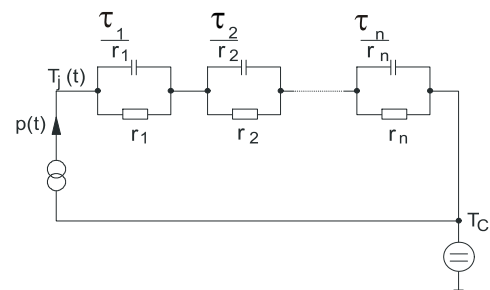 τ1 τ2 τn
r1 r2 rn
Tj (t)
r1 r2 rn
p(t)
TC